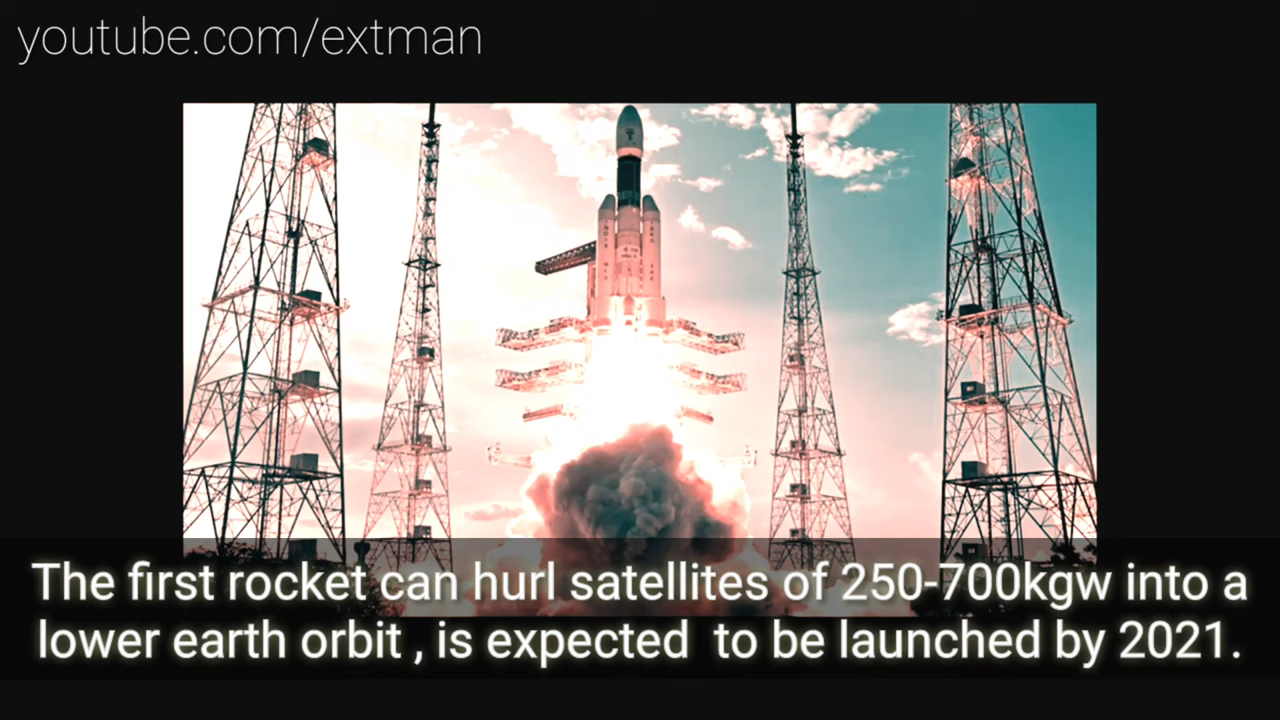 youtube.com/extman
The first rocket can hurl satellites of 250-700kgw into a
lower earth orbit , is expected  to be launched by 2021.